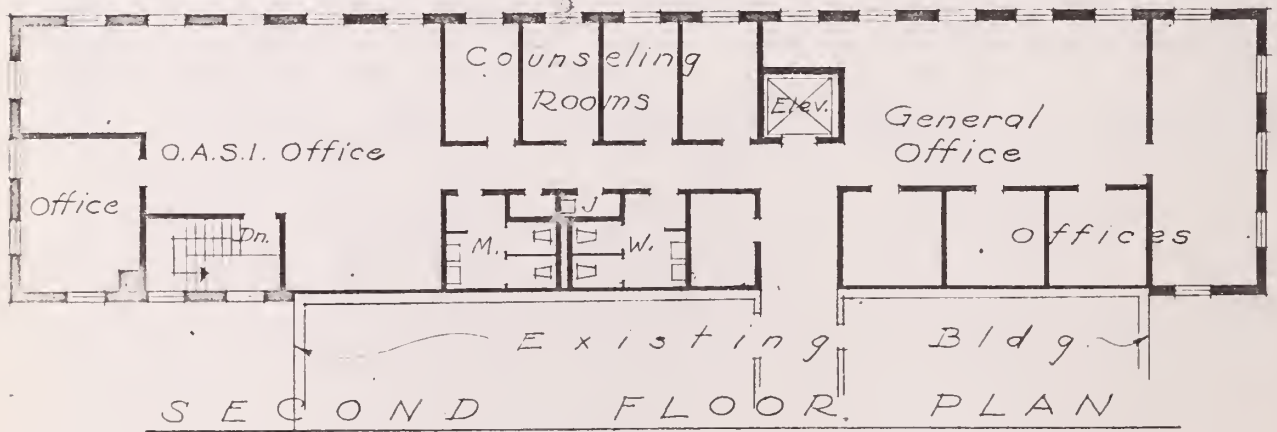 Counseling
Rooms
Elev.
General
Office
O.A.S.I. Office
Office
Dn.
M.
J
W.
Offices
Existing Bldg.
SECOND FLOOR PLAN